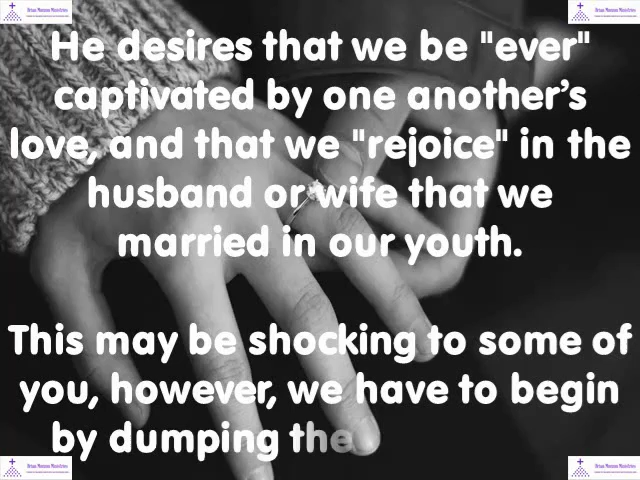 He desires that we be "ever"
captivated by one another’s
love, and that we "rejoice" in the
husband or wife that we
married in our youth.
This may be shocking to some of
you, however, we have to begin
by dumping the